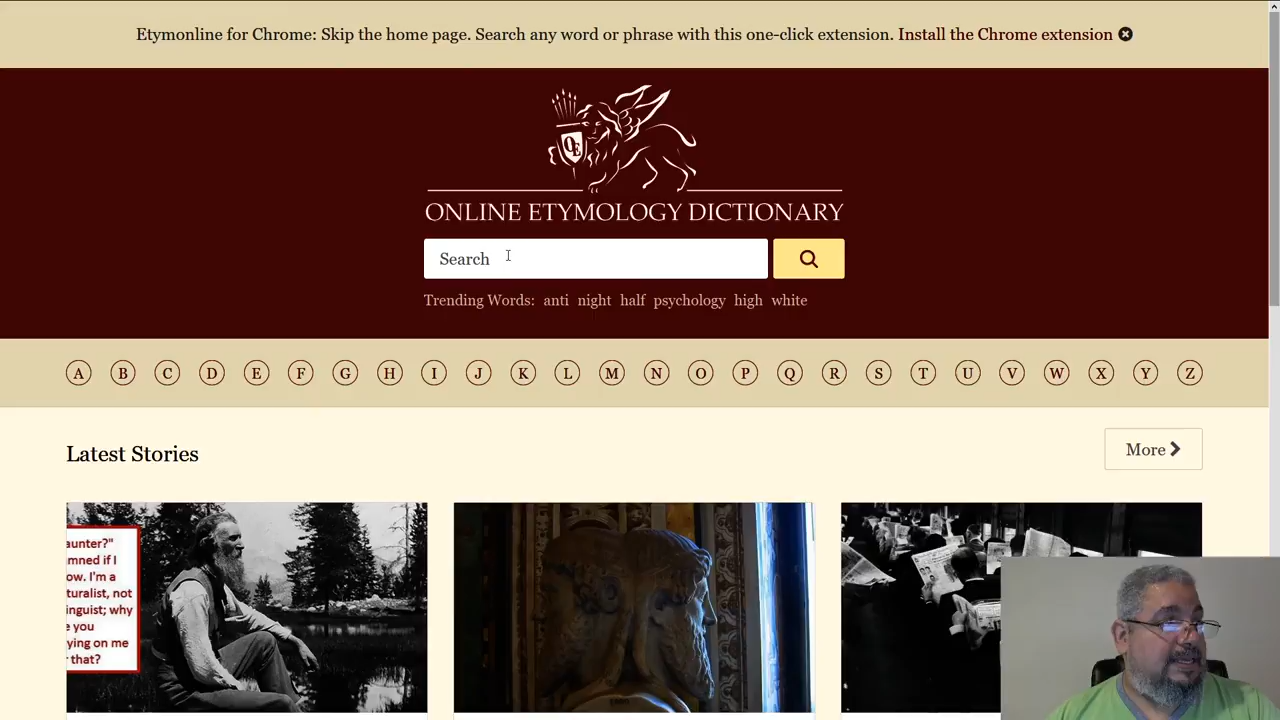 Etymonline for Chrome: Skip the home page. Search any word or phrase with this one-click extension. Install the Chrome extension
OE
ONLINE ETYMOLOGY DICTIONARY
Search
Trending Words: anti night half psychology high white
A B C D E F G H I J K L M N O P Q R S T U V W X Y Z
Latest Stories
More
aunter?"
mned if I
ow. I'm a
turalist, not
inguist; why
e you
ying on me
r that?